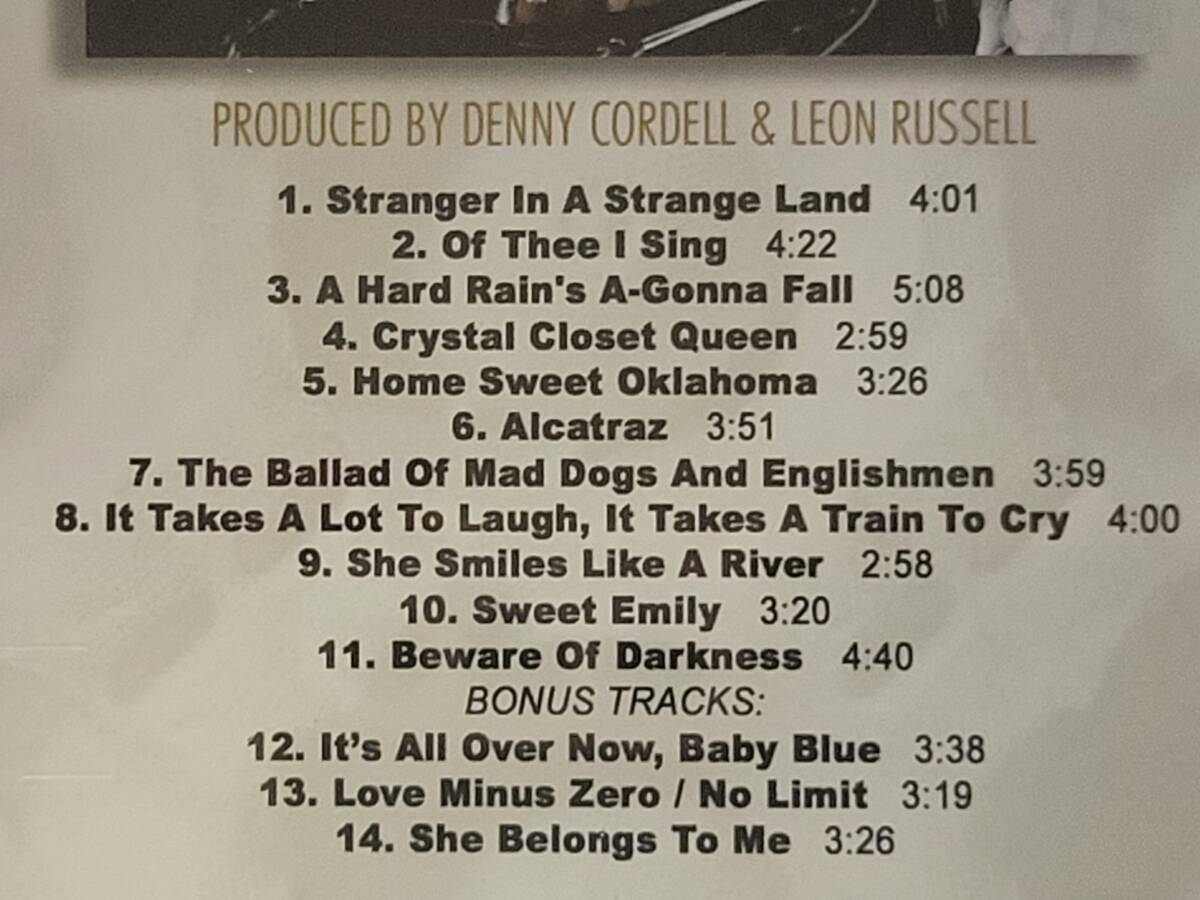 PRODUCED BY DENNY CORDELL & LEON RUSSELL
1. Stranger In A Strange Land 4:01
2. Of Thee I Sing 4:22
3. A Hard Rain's A-Gonna Fall 5:08
4. Crystal Closet Queen 2:59
5. Home Sweet Oklahoma 3:26
6. Alcatraz 3:51
7. The Ballad Of Mad Dogs And Englishmen 3:59
8. It Takes A Lot To Laugh, It Takes A Train To Cry 4:00
9. She Smiles Like A River 2:58
10. Sweet Emily 3:20
11. Beware Of Darkness 4:40
BONUS TRACKS:
12. It’s All Over Now, Baby Blue 3:38
13. Love Minus Zero / No Limit 3:19
14. She Belongs To Me 3:26